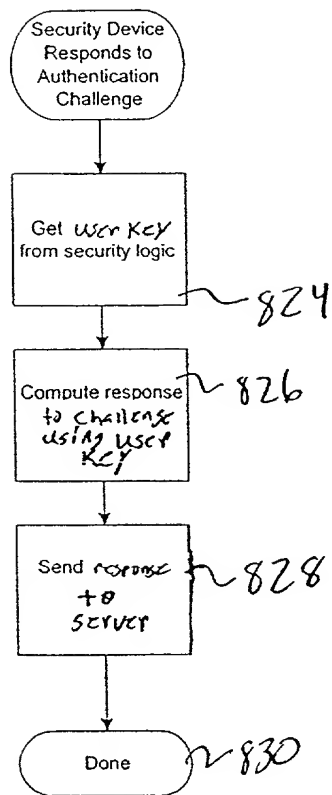 Security Device
Responds to
Authentication
Challenge
Get user key
from security logic
824
Compute response
to challenge
using user
key
826
Send response
to
server
828
Done
830